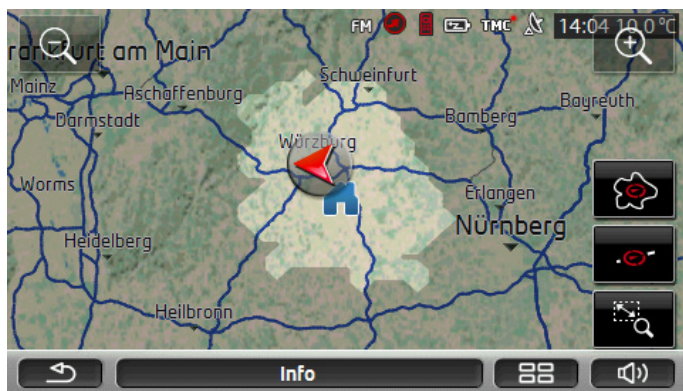 FM TMC 14:04 10,0 °C
rankfurt am Main
Schweinfurt
Mainz
Aschaffenburg
Bayreuth
Bamberg
Darmstadt
Würzburg
Worms
Erlangen
Nürnberg
Heidelberg
Heilbronn
Info